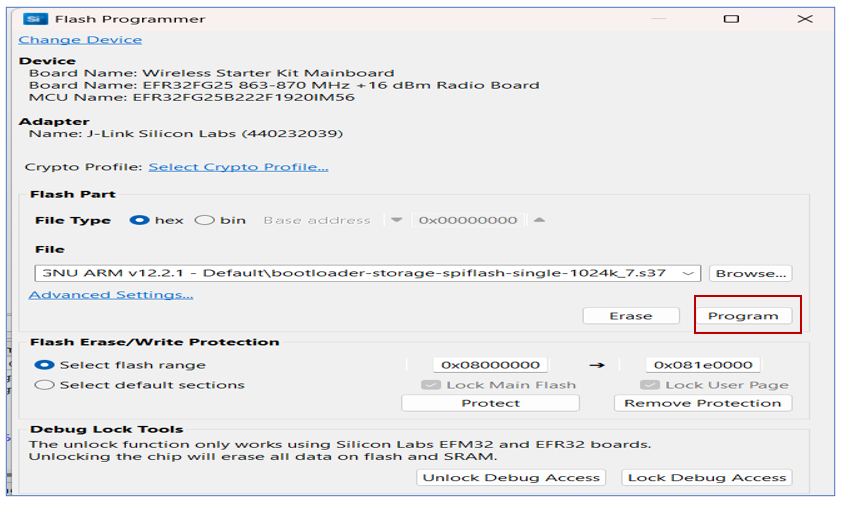 Si Flash Programmer
Change Device
Device
Board Name: Wireless Starter Kit Mainboard
Board Name: EFR32FG25 863-870 MHz +16 dBm Radio Board
MCU Name: EFR32FG25B222F1920IM56
Adapter
Name: J-Link Silicon Labs (440232039)
Crypto Profile: Select Crypto Profile...
Flash Part
File Type hex bin Base address 0x00000000
File
GNU ARM v12.2.1 - Default\bootloader-storage-spiflash-single-1024k_7.s37 Browse...
Advanced Settings...
Erase Program
Flash Erase/Write Protection
Select flash range 0x08000000 → 0x081e0000
Select default sections Lock Main Flash Lock User Page
Protect Remove Protection
Debug Lock Tools
The unlock function only works using Silicon Labs EFM32 and EFR32 boards.
Unlocking the chip will erase all data on flash and SRAM.
Unlock Debug Access Lock Debug Access